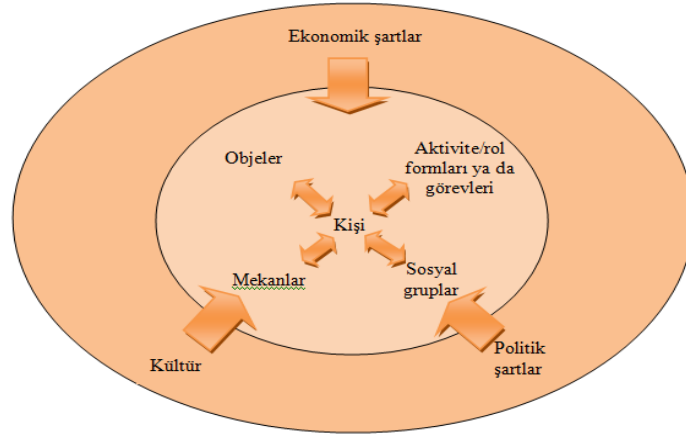 Ekonomik şartlar
Objeler
Aktivite/rol
formları ya da
görevleri
Kişi
Mekanlar
Sosyal
gruplar
Kültür
Politik
şartlar